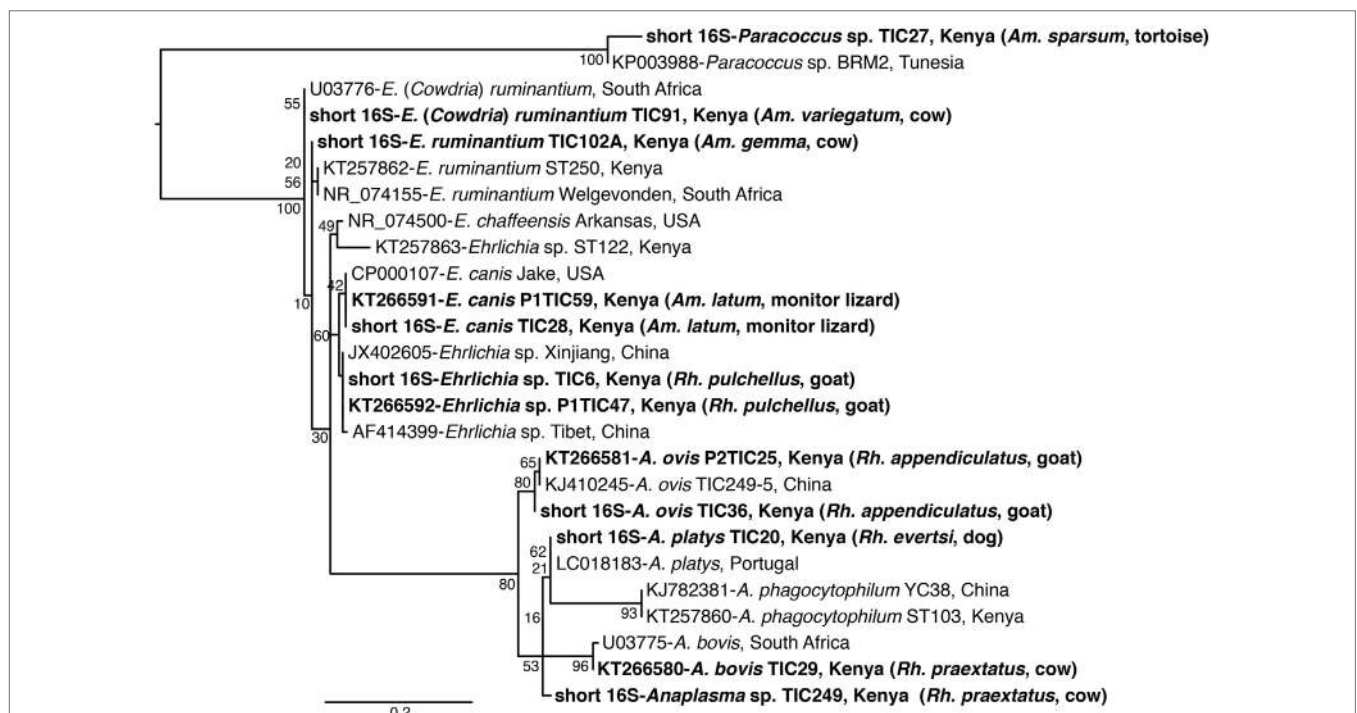 short 16S-Paracoccus sp. TIC27, Kenya (Am. sparsum, tortoise)
100
KP003988-Paracoccus sp. BRM2, Tunesia
U03776-E. (Cowdria) ruminantium, South Africa
55
short 16S-E. (Cowdria) ruminantium TIC91, Kenya (Am. variegatum, cow)
short 16S-E. ruminantium TIC102A, Kenya (Am. gemma, cow)
20
KT257862-E. ruminantium ST250, Kenya
56
NR_074155-E. ruminantium Welgevonden, South Africa
100
NR_074500-E. chaffeensis Arkansas, USA
49
KT257863-Ehrlichia sp. ST122, Kenya
CP000107-E. canis Jake, USA
42
KT266591-E. canis P1TIC59, Kenya (Am. latum, monitor lizard)
10
short 16S-E. canis TIC28, Kenya (Am. latum, monitor lizard)
60
JX402605-Ehrlichia sp. Xinjiang, China
short 16S-Ehrlichia sp. TIC6, Kenya (Rh. pulchellus, goat)
KT266592-Ehrlichia sp. P1TIC47, Kenya (Rh. pulchellus, goat)
30
AF414399-Ehrlichia sp. Tibet, China
KT266581-A. ovis P2TIC25, Kenya (Rh. appendiculatus, goat)
65
80
KJ410245-A. ovis TIC249-5, China
short 16S-A. ovis TIC36, Kenya (Rh. appendiculatus, goat)
short 16S-A. platys TIC20, Kenya (Rh. evertsi, dog)
62
21
LC018183-A. platys, Portugal
80
KJ782381-A. phagocytophilum YC38, China
93
KT257860-A. phagocytophilum ST103, Kenya
16
U03775-A. bovis, South Africa
53
96
KT266580-A. bovis TIC29, Kenya (Rh. praextatus, cow)
short 16S-Anaplasma sp. TIC249, Kenya (Rh. praextatus, cow)
0.2